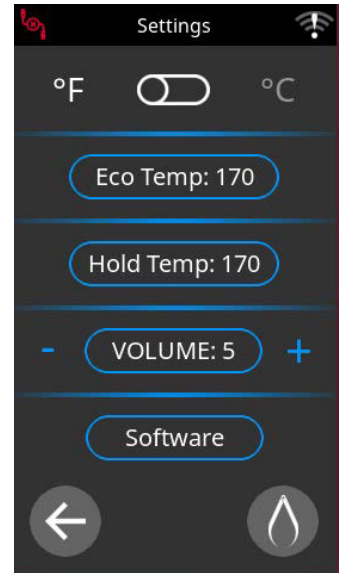 Settings
°F °C
Eco Temp: 170
Hold Temp: 170
- VOLUME: 5 +
Software